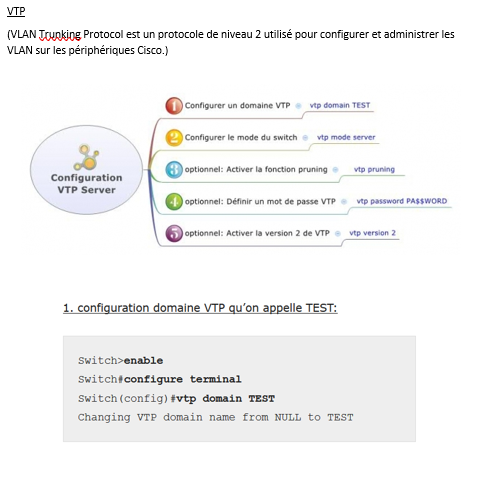 VTP
(VLAN Trunking Protocol est un protocole de niveau 2 utilisé pour configurer et administrer les
VLAN sur les périphériques Cisco.)
Configuration
VTP Server
1 Configurer un domaine VTP vtp domain TEST
2 Configurer le mode du switch vtp mode server
3 optionnel: Activer la fonction pruning vtp pruning
4 optionnel: Définir un mot de passe VTP vtp password PA$$WORD
5 optionnel: Activer la version 2 de VTP vtp version 2
1. configuration domaine VTP qu'on appelle TEST:
Switch>enable
Switch#configure terminal
Switch(config)#vtp domain TEST
Changing VTP domain name from NULL to TEST